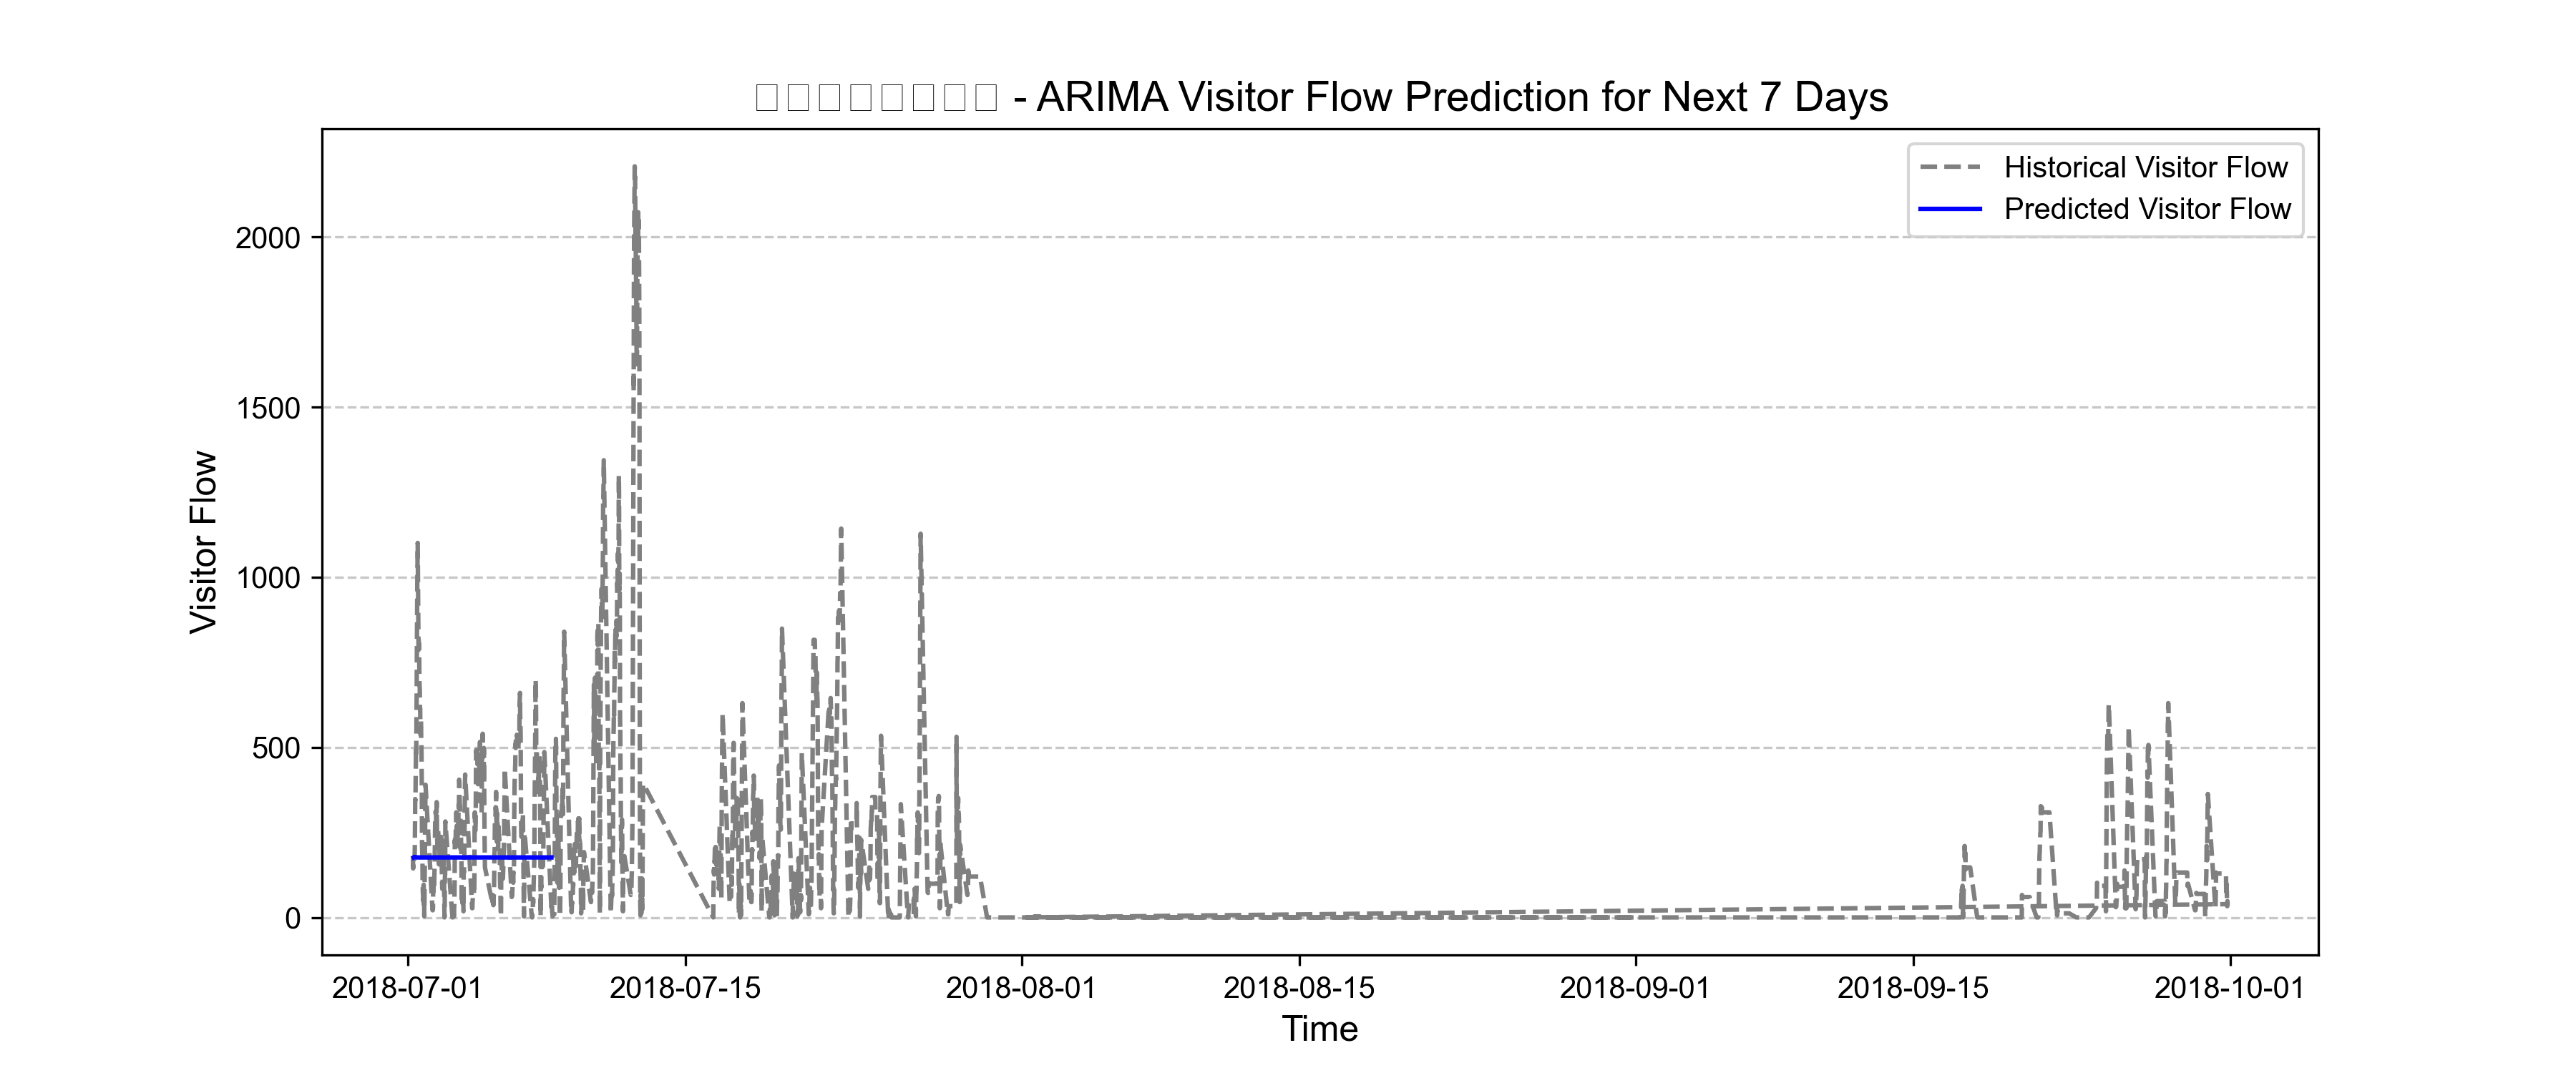 - ARIMA Visitor Flow Prediction for Next 7 Days
Historical Visitor Flow
Predicted Visitor Flow
Visitor Flow
2000
1500
1000
500
0
2018-07-01
2018-07-15
2018-08-01
2018-08-15
2018-09-01
2018-09-15
2018-10-01
Time